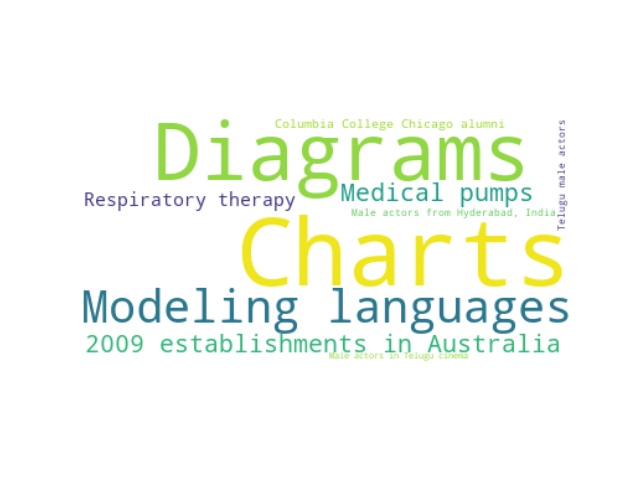 Columbia College Chicago alumni
Diagrams
Telugu male actors
Medical pumps
Respiratory therapy
Male actors from Hyderabad, India
Charts
Modeling languages
2009 establishments in Australia
Male actors in Telugu cinema